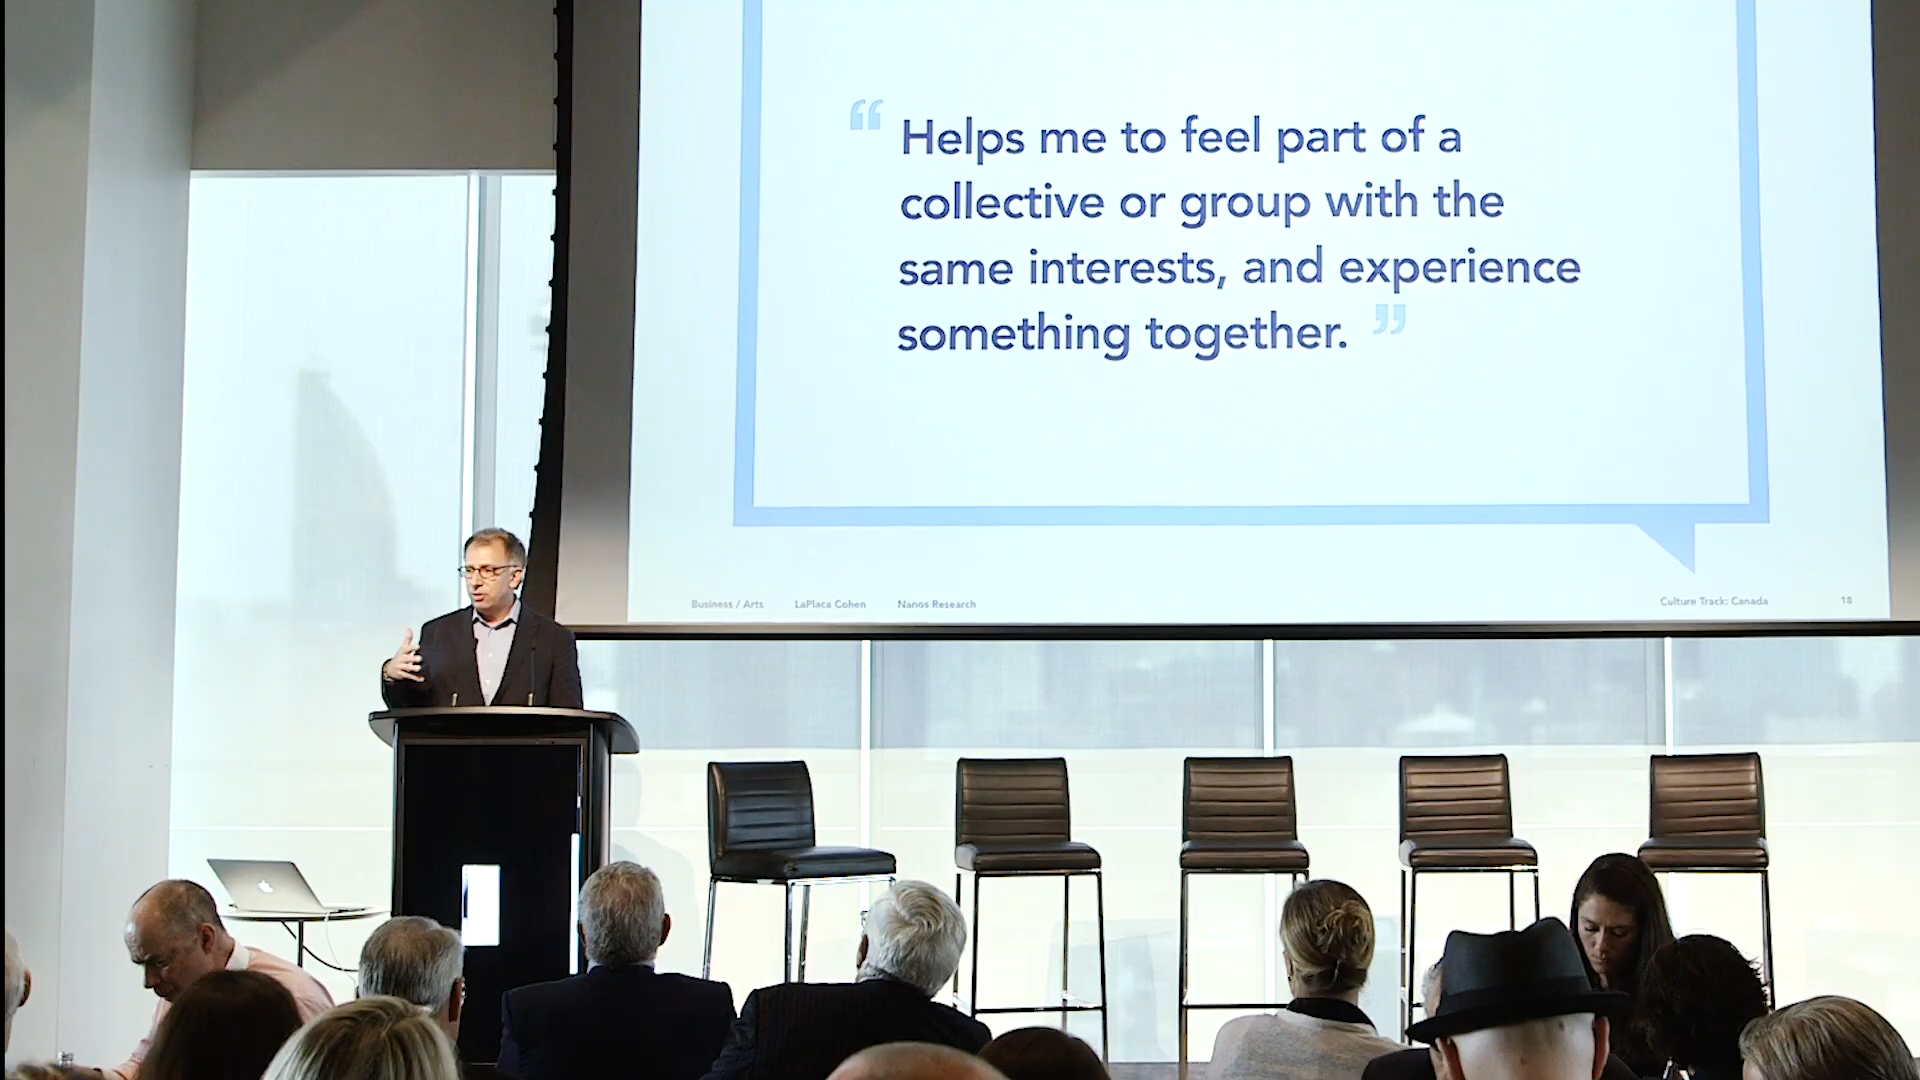 “ Helps me to feel part of a
collective or group with the
same interests, and experience
something together. ”
Business / Arts LaPlaca Cohen Nanos Research
Culture Track: Canada 18